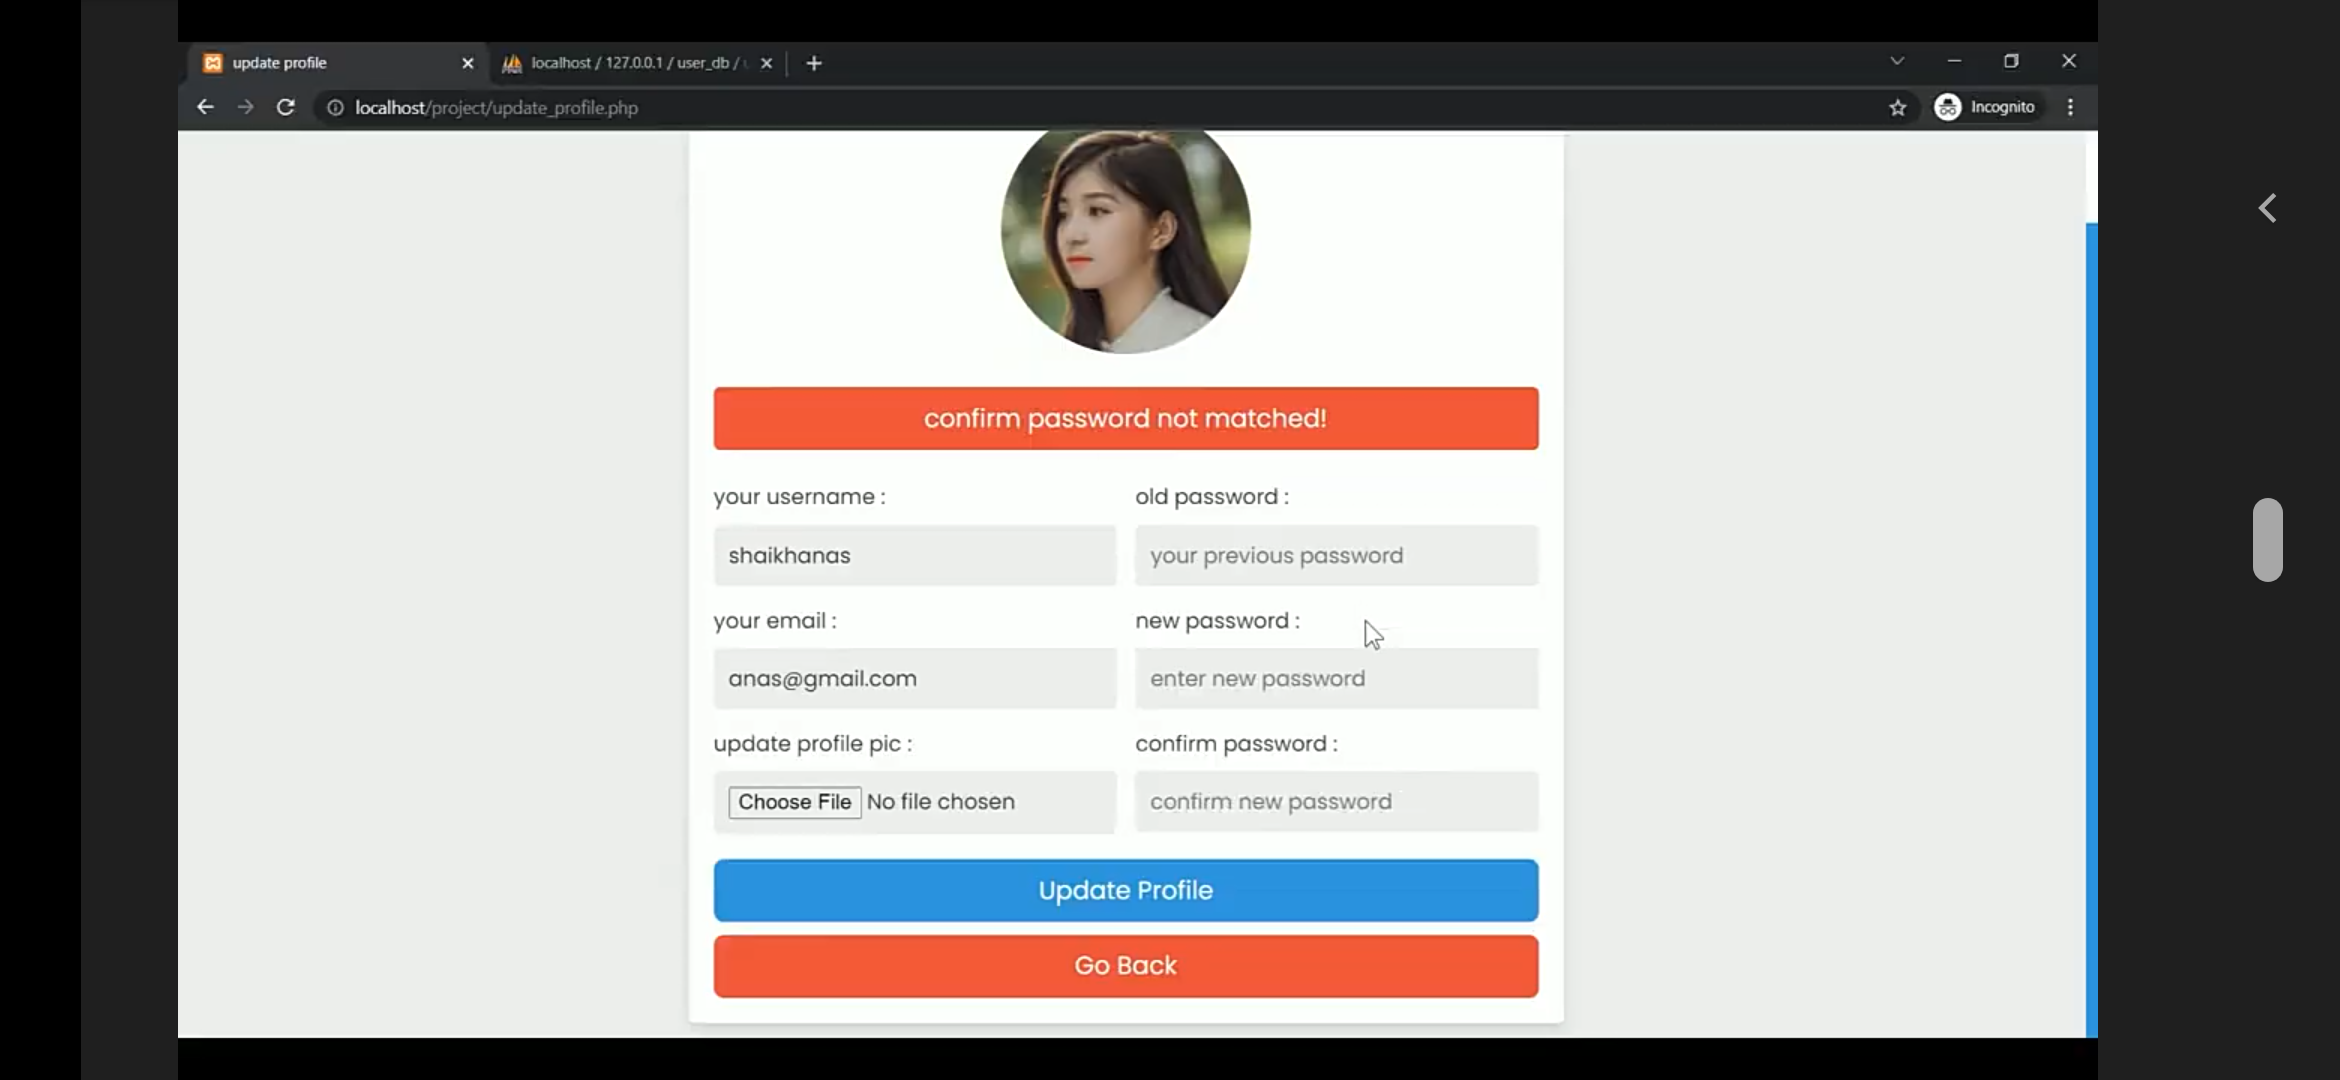 update profile
localhost / 127.0.0.1 / user_db /
localhost/project/update_profile.php
Incognito
confirm password not matched!
your username :
old password :
shaikhanas
your previous password
your email :
new password :
anas@gmail.com
enter new password
update profile pic :
confirm password :
Choose File No file chosen
confirm new password
Update Profile
Go Back